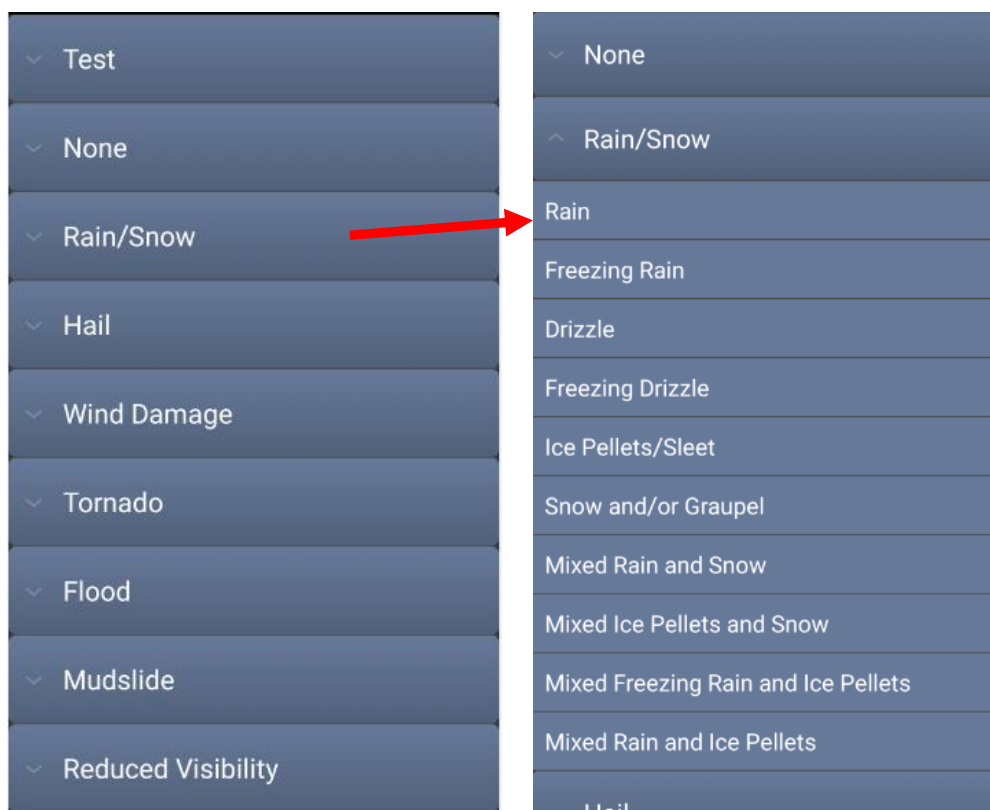 Test
None
Rain/Snow
Hail
Wind Damage
Tornado
Flood
Mudslide
Reduced Visibility
None
Rain/Snow
Rain
Freezing Rain
Drizzle
Freezing Drizzle
Ice Pellets/Sleet
Snow and/or Graupel
Mixed Rain and Snow
Mixed Ice Pellets and Snow
Mixed Freezing Rain and Ice Pellets
Mixed Rain and Ice Pellets
Hail